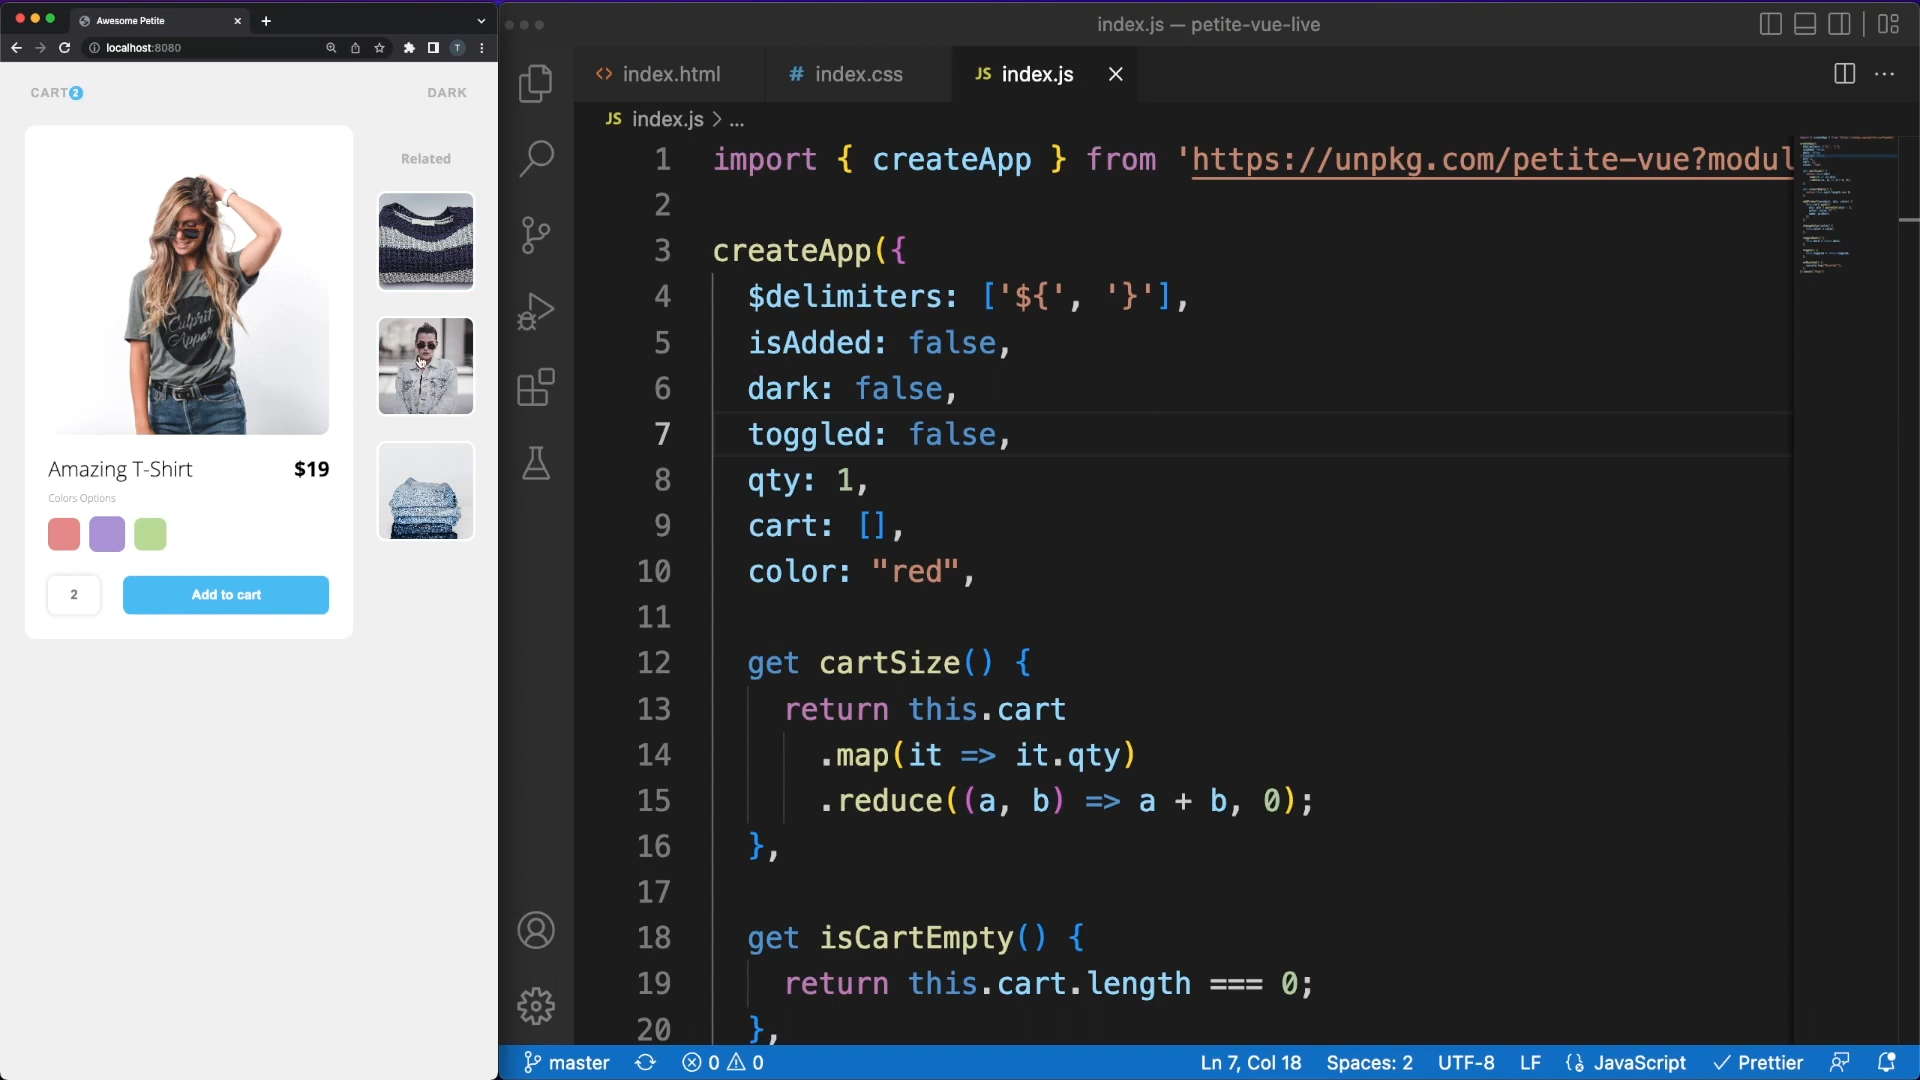 Awesome Petite
localhost:8080
T
CART2
DARK
Related
Culprit
Apparel
Amazing T-Shirt
$19
Colors Options
2
Add to cart
index.js — petite-vue-live
<> index.html
# index.css
JS index.js
JS index.js > ...
1 import { createApp } from 'https://unpkg.com/petite-vue?modul
2
3 createApp({
4 $delimiters: ['${', '}'],
5 isAdded: false,
6 dark: false,
7 toggled: false,
8 qty: 1,
9 cart: [],
10 color: "red",
11
12 get cartSize() {
13 return this.cart
14 .map(it => it.qty)
15 .reduce((a, b) => a + b, 0);
16 },
17
18 get isCartEmpty() {
19 return this.cart.length === 0;
20 },
master
0
0
Ln 7, Col 18
Spaces: 2
UTF-8
LF
JavaScript
Prettier